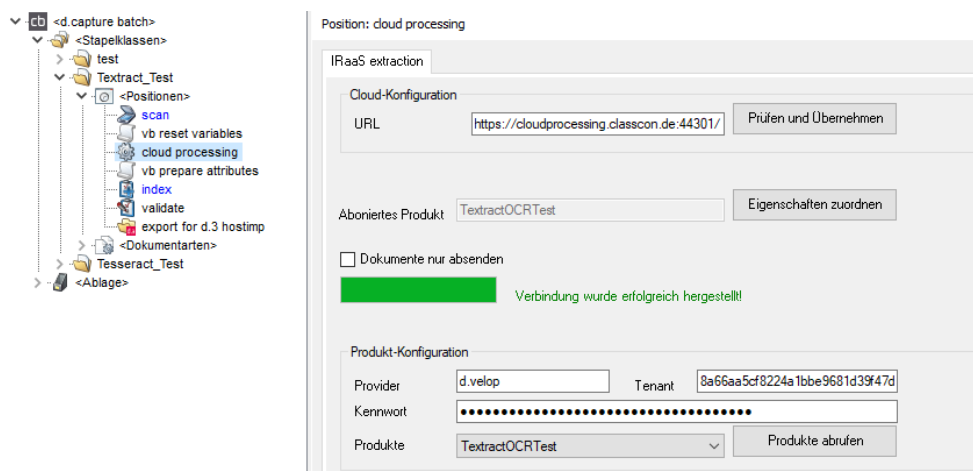 cb <d.capture batch>
<Stapelklassen>
test
Textract_Test
<Positionen>
scan
vb reset variables
cloud processing
vb prepare attributes
index
validate
export for d.3 hostimp
<Dokumentarten>
Tesseract_Test
<Ablage>
Position: cloud processing
IRaaS extraction
Cloud-Konfiguration
URL https://cloudprocessing.classcon.de:44301/ Prüfen und Übernehmen
Aboniertes Produkt TextractOCRTest Eigenschaften zuordnen
Dokumente nur absenden
Verbindung wurde erfolgreich hergestellt!
Produkt-Konfiguration
Provider d.velop Tenant 8a66aa5cf8224a1bbe9681d39f47d
Kennwort ●●●●●●●●●●●●●●●●●●●●●●●●●●●●●●●●●●●●
Produkte TextractOCRTest Produkte abrufen